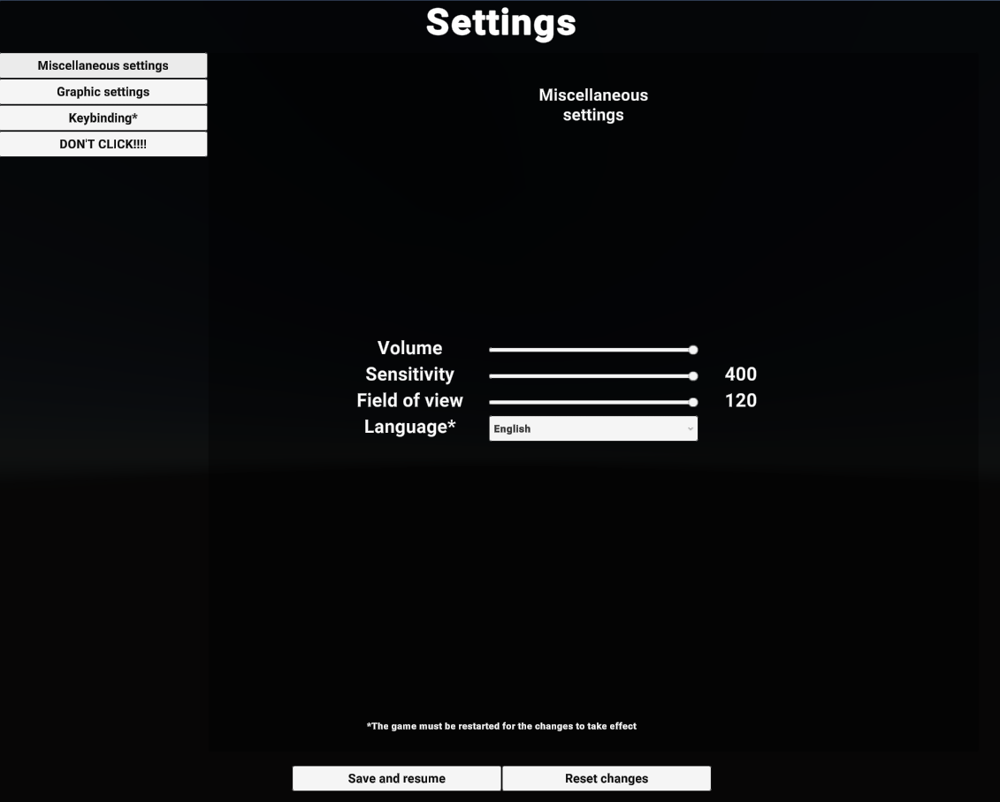 Settings
Miscellaneous settings
Graphic settings
Keybinding*
DON'T CLICK!!!!
Miscellaneous
settings
Volume
Sensitivity 400
Field of view 120
Language* English
*The game must be restarted for the changes to take effect
Save and resume Reset changes